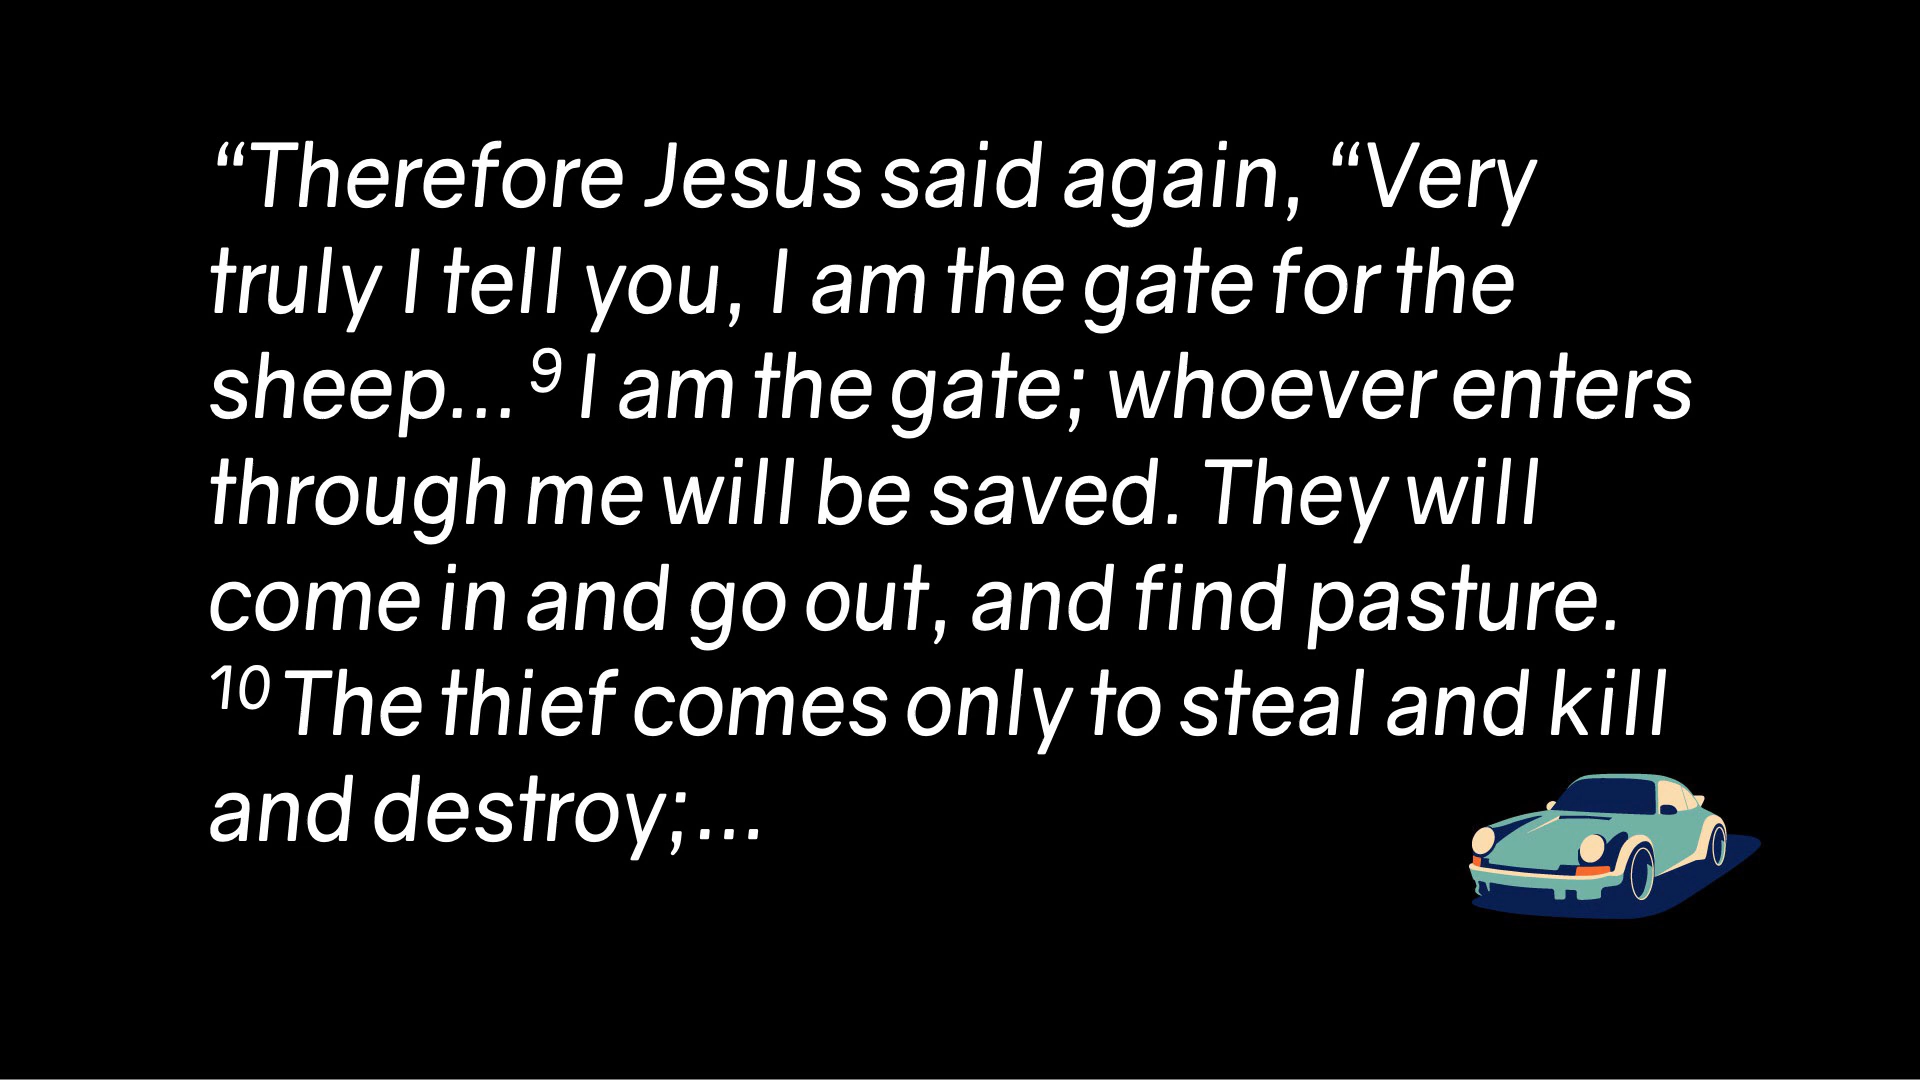 “Therefore Jesus said again, “Very
truly I tell you, I am the gate for the
sheep...⁹ I am the gate; whoever enters
through me will be saved. They will
come in and go out, and find pasture.
¹⁰ The thief comes only to steal and kill
and destroy;...